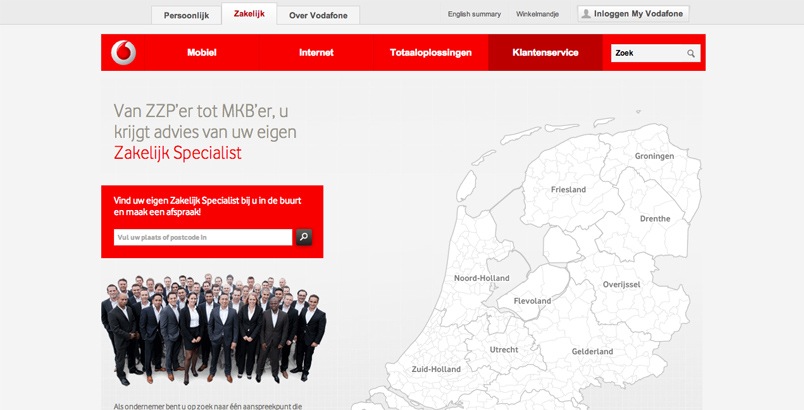 Persoonlijk
Zakelijk
Over Vodafone
English summary
Winkelmandje
Inloggen My Vodafone
Mobiel
Internet
Totaaloplossingen
Klantenservice
Zoek
Van ZZP'er tot MKB'er, u
krijgt advies van uw eigen
Zakelijk Specialist
Vind uw eigen Zakelijk Specialist bij u in de buurt
en maak een afspraak!
Vul uw plaats of postcode in
Als ondernemer bent u op zoek naar één aanspreekpunt die
Groningen
Friesland
Drenthe
Noord-Holland
Overijssel
Flevoland
Utrecht
Gelderland
Zuid-Holland